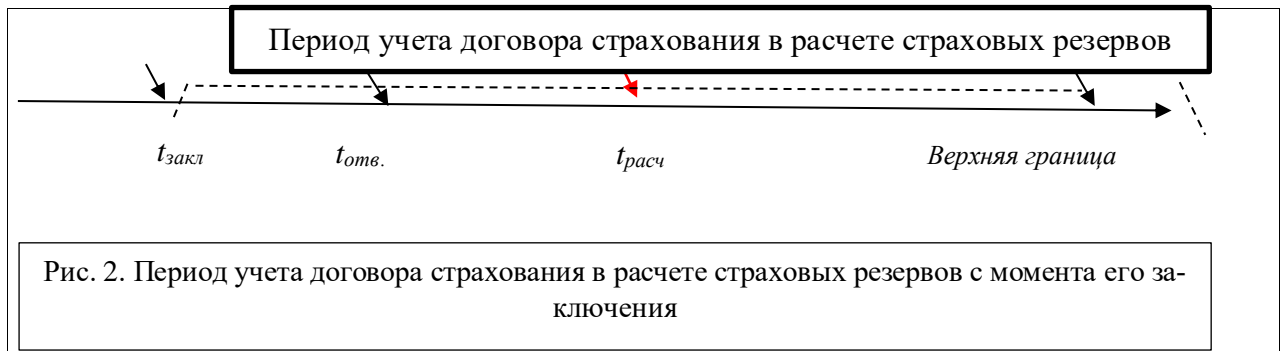 Период учета договора страхования в расчете страховых резервов
tзакл tотв. tрасч Верхняя граница
Рис. 2. Период учета договора страхования в расчете страховых резервов с момента его за-
ключения